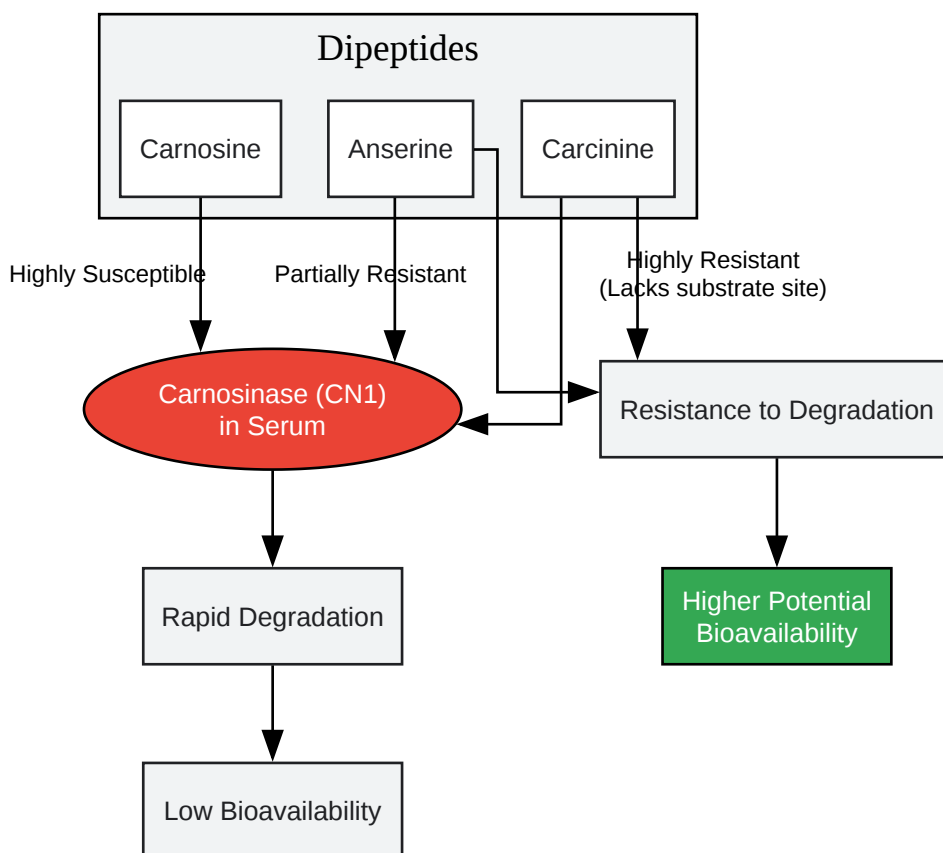 Dipeptides
Carnosine
Anserine
Carcinine
Highly Susceptible
Partially Resistant
Highly Resistant
(Lacks substrate site)
Carnosinase (CN1)
in Serum
Resistance to Degradation
Rapid Degradation
Higher Potential
Bioavailability
Low Bioavailability